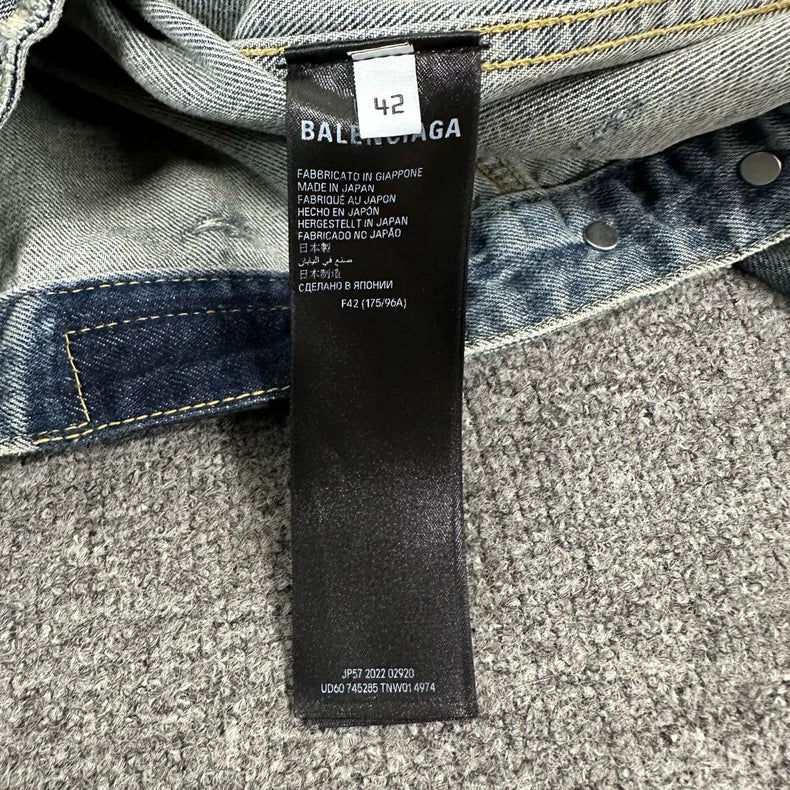 42
BALENCIAGA
FABBRICATO IN GIAPPONE
MADE IN JAPAN
FABRIQUÉ AU JAPON
HECHO EN JAPÓN
HERGESTELLT IN JAPAN
FABRICADO NO JAPÃO
日本製
صنع في اليابان
日本制造
СДЕЛАНО В ЯПОНИИ
F42 (175/96A)
JP57 2022 02920
UD60 745285 TNW01 4974